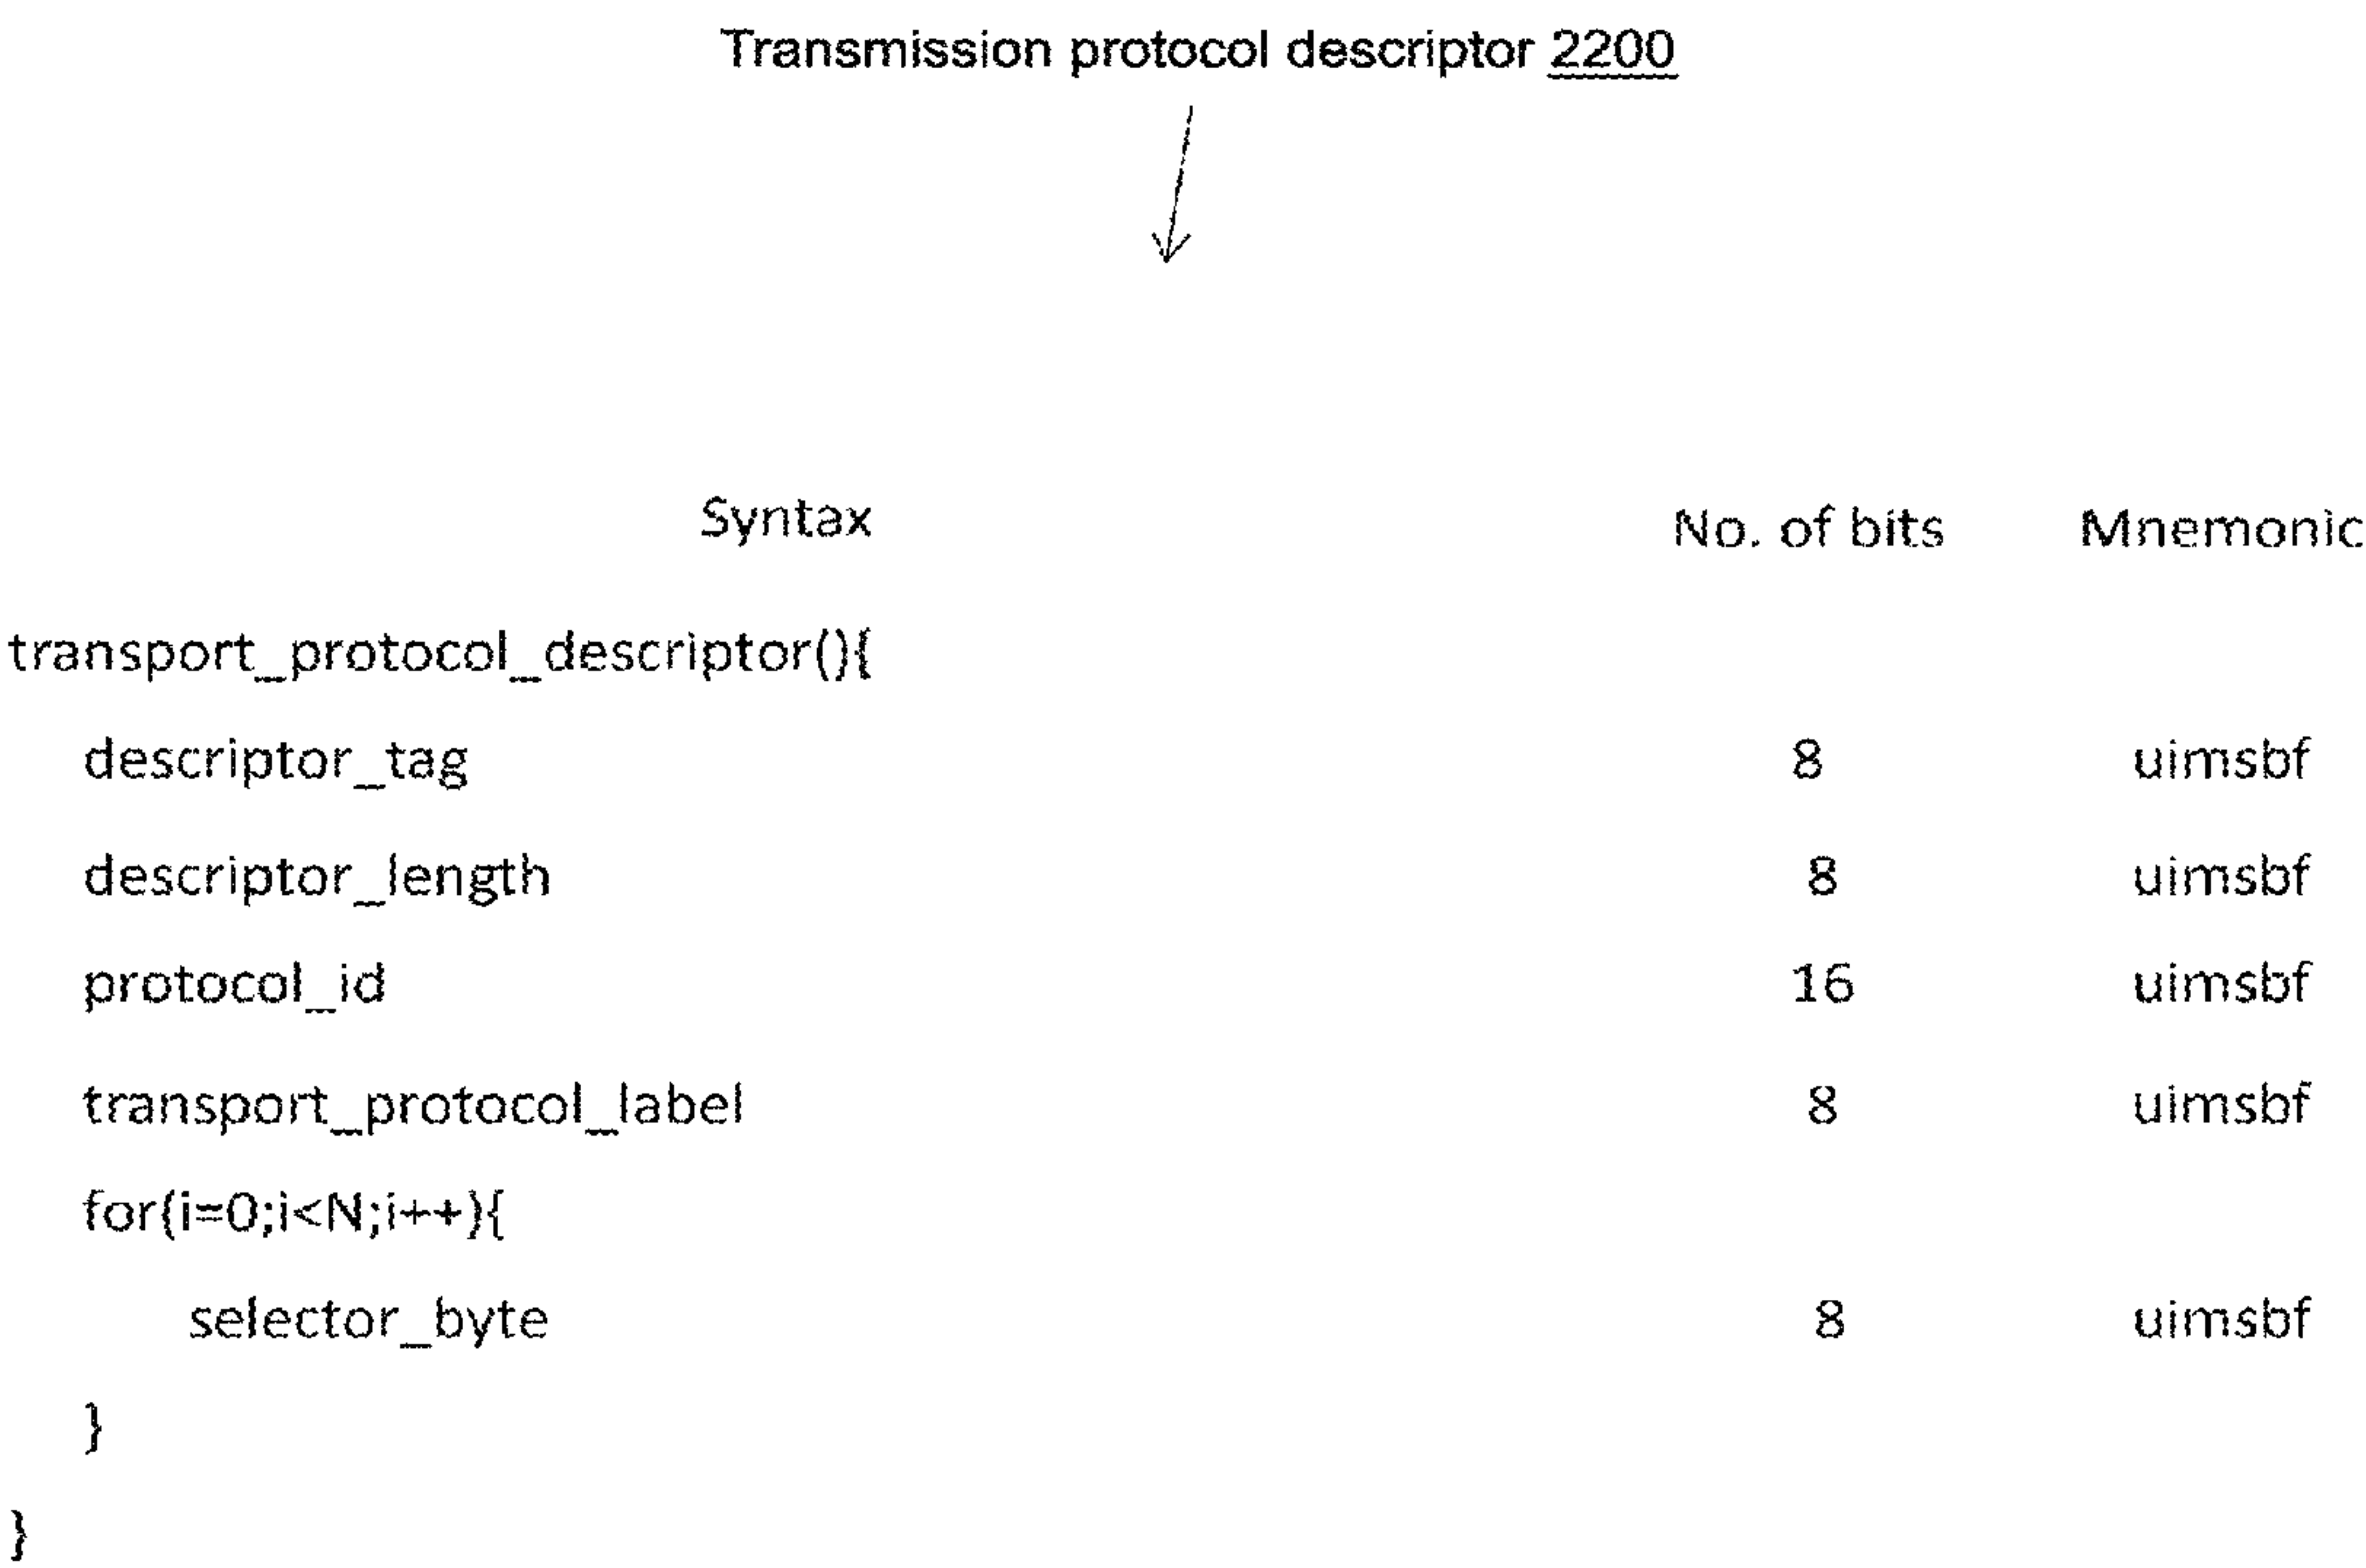 Transmission protocol descriptor 2200
Syntax No. of bits Mnemonic
transport_protocol_descriptor(){
descriptor_tag 8 uimsbf
descriptor_length 8 uimsbf
protocol_id 16 uimsbf
transport_protocol_label 8 uimsbf
for(i=0;i<N;i++){
selector_byte 8 uimsbf
}
}